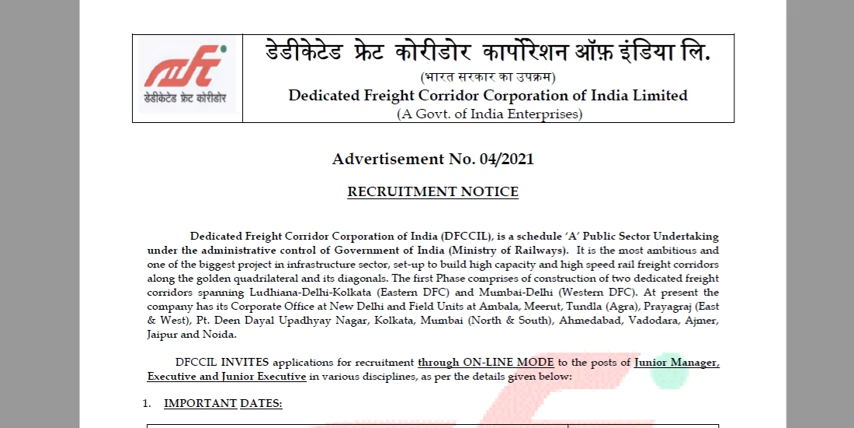 डेडीकेटेड फ्रेट कोरीडोर कार्पोरेशन ऑफ़ इंडिया लि.
(भारत सरकार का उपक्रम)
डेडीकेटेड फ्रेट कोरीडोर
Dedicated Freight Corridor Corporation of India Limited
(A Govt. of India Enterprises)
Advertisement No. 04/2021
RECRUITMENT NOTICE
Dedicated Freight Corridor Corporation of India (DFCCIL), is a schedule ‘A’ Public Sector Undertaking
under the administrative control of Government of India (Ministry of Railways). It is the most ambitious and
one of the biggest project in infrastructure sector, set-up to build high capacity and high speed rail freight corridors
along the golden quadrilateral and its diagonals. The first Phase comprises of construction of two dedicated freight
corridors spanning Ludhiana-Delhi-Kolkata (Eastern DFC) and Mumbai-Delhi (Western DFC). At present the
company has its Corporate Office at New Delhi and Field Units at Ambala, Meerut, Tundla (Agra), Prayagraj (East
& West), Pt. Deen Dayal Upadhyay Nagar, Kolkata, Mumbai (North & South), Ahmedabad, Vadodara, Ajmer,
Jaipur and Noida.
DFCCIL INVITES applications for recruitment through ON-LINE MODE to the posts of Junior Manager,
Executive and Junior Executive in various disciplines, as per the details given below:
1. IMPORTANT DATES: